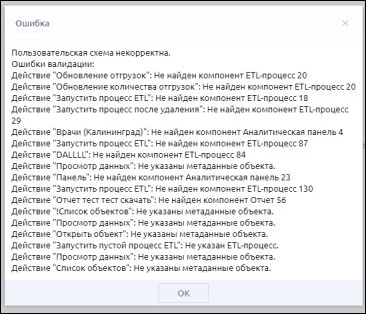 Ошибка
Пользовательская схема некорректна.
Ошибки валидации:
Действие "Обновление отгрузок": Не найден компонент ETL-процесс 20
Действие "Обновление количества отгрузок": Не найден компонент ETL-процесс 20
Действие "Запустить процесс ETL": Не найден компонент ETL-процесс 18
Действие "Запустить процесс после удаления": Не найден компонент ETL-процесс
29
Действие "Врачи (Калининград)": Не найден компонент Аналитическая панель 4
Действие "Запустить процесс ETL": Не найден компонент ETL-процесс 87
Действие "DALLLL": Не найден компонент ETL-процесс 84
Действие "Просмотр данных": Не указаны метаданные объекта.
Действие "Панель": Не найден компонент Аналитическая панель 23
Действие "Запустить процесс ETL": Не найден компонент ETL-процесс 130
Действие "Отчет тест тест скачать": Не найден компонент Отчет 56
Действие "!Список объектов": Не указаны метаданные объекта.
Действие "Просмотр данных": Не указаны метаданные объекта.
Действие "Открыть объект": Не указаны метаданные объекта.
Действие "Запустить пустой процесс ETL": Не указан ETL-процесс.
Действие "Просмотр данных": Не указаны метаданные объекта.
Действие "Список объектов": Не указаны метаданные объекта.
OK